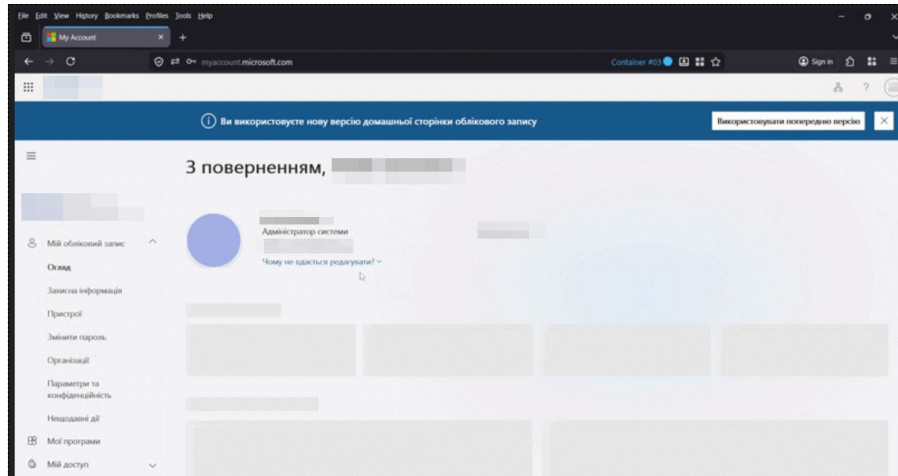 File Edit View History Bookmarks Profiles Tools Help
My Account
myaccount.microsoft.com
Container #03
Sign in
Ви використовуєте нову версію домашньої сторінки облікового запису
Використовувати попередню версію
З поверненням,
Адміністратор системи
Чому не вдається редагувати?
Мій обліковий запис
Огляд
Захисна інформація
Пристрої
Змінити пароль
Організації
Параметри та
конфіденційність
Нещодавні дії
Мої програми
Мій доступ